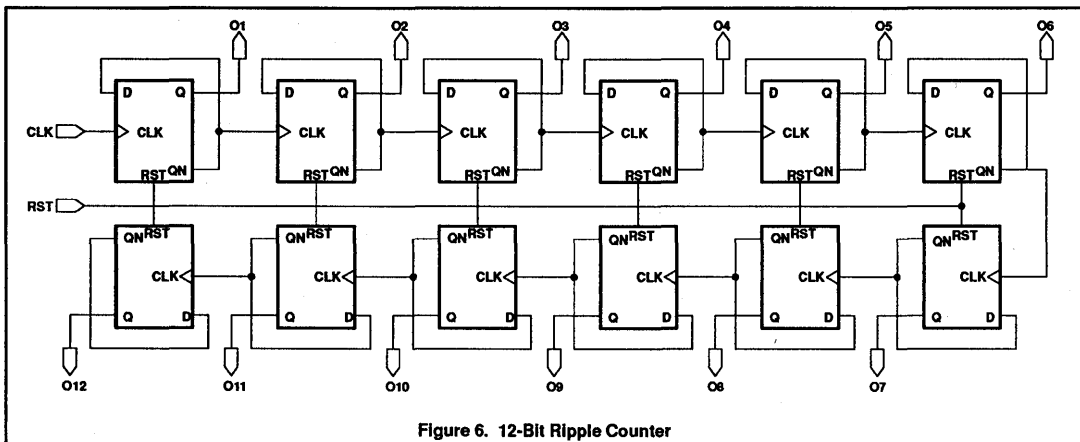 O1 O2 O3 O4 O5 O6
D Q D Q D Q D Q D Q D Q
CLK CLK CLK CLK CLK CLK CLK
RST QN RST QN RST QN RST QN RST QN RST QN
RST
QN RST QN RST QN RST QN RST QN RST QN RST
CLK CLK CLK CLK CLK CLK
Q D Q D Q D Q D Q D Q D
O12 O11 O10 O9 O8 O7
Figure 6. 12-Bit Ripple Counter